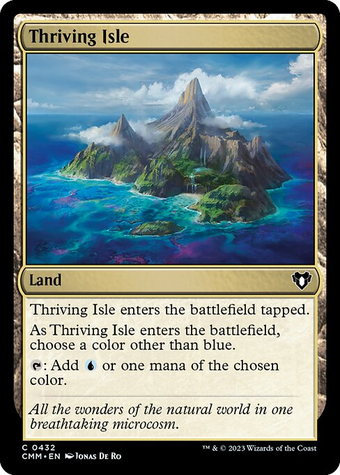 Thriving Isle
Land
Thriving Isle enters the battlefield tapped.
As Thriving Isle enters the battlefield,
choose a color other than blue.
: Add or one mana of the chosen
color.
All the wonders of the natural world in one
breathtaking microcosm.
C 0432
CMM • EN Jonas De Ro
™ & © 2023 Wizards of the Coast